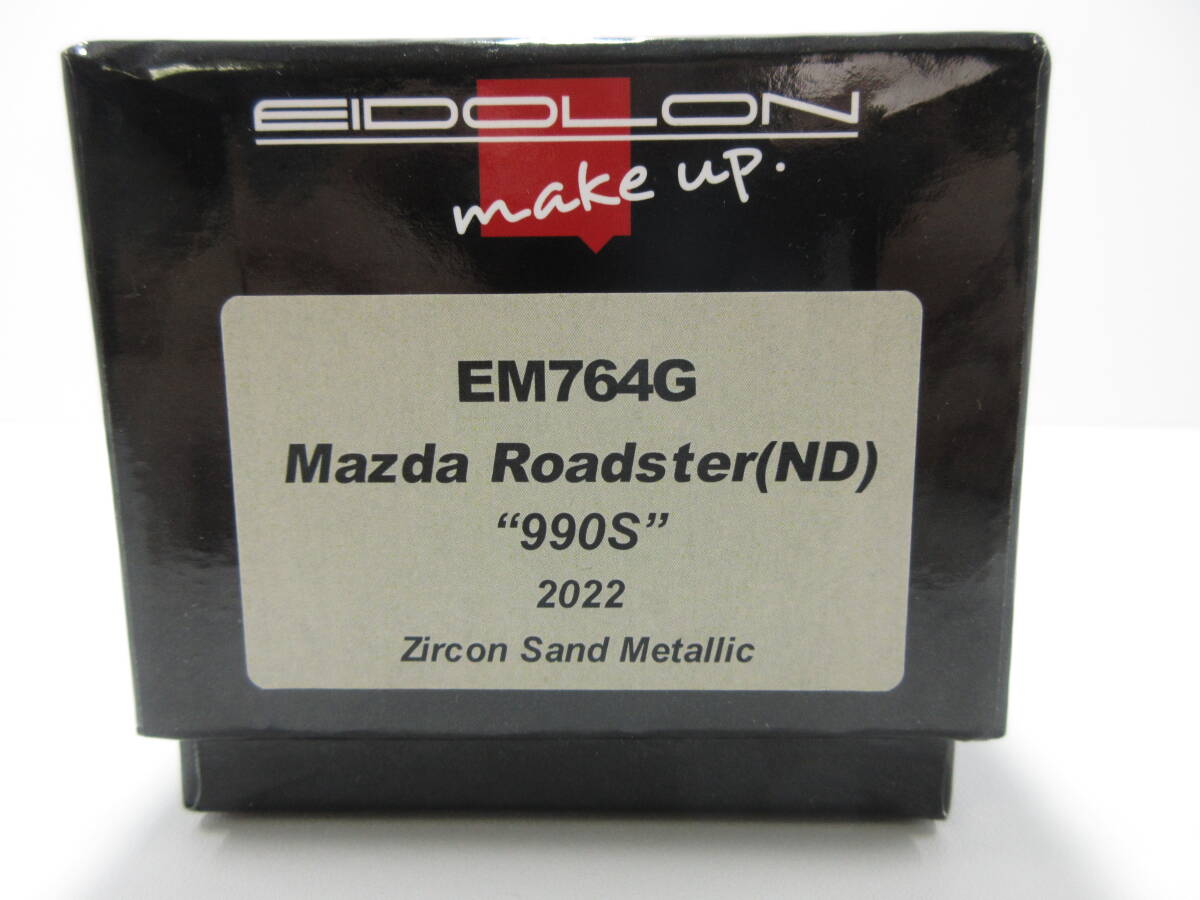 EIDOLON
make up.
EM764G
Mazda Roadster(ND)
“990S”
2022
Zircon Sand Metallic